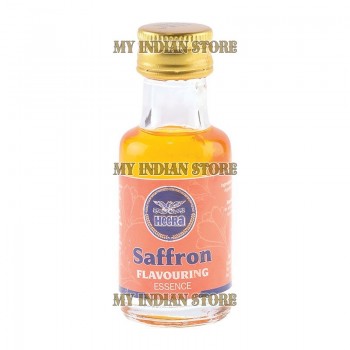 MY INDIAN STORE
MY INDIAN STORE
HEERA
Saffron
FLAVOURING
ESSENCE
MY INDIAN STORE